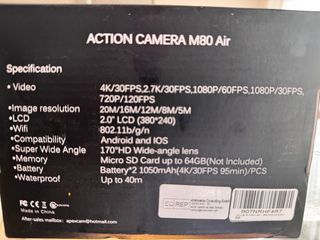 ACTION CAMERA M80 Air
Specification
• Video 4K/30FPS,2.7K/30FPS,1080P/60FPS,1080P/30FPS,
720P/120FPS
•Image resolution 20M/16M/12M/8M/5M
•LCD 2.0" LCD (380*240)
•Wifi 802.11b/g/n
•Compatibility Android and IOS
•Super Wide Angle 170°HD Wide-angle lens
•Memory Micro SD Card up to 64GB(Not Included)
•Battery Battery*2 1050mAh(4K/30FPS 95min)/PCS
•Waterproof Up to 40m
EC REP
After-sales mailbox: apexcam@hotmail.com